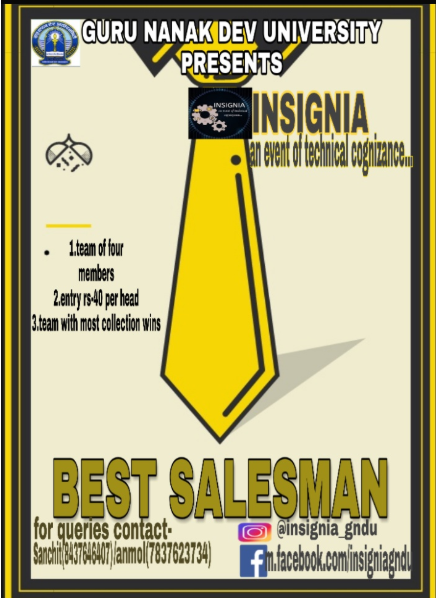 GURU NANAK DEV UNIVERSITY
PRESENTS
INSIGNIA
INSIGNIA
an event of technical cognizance...
1.team of four
members
2.entry rs-40 per head
3.team with most collection wins
BEST SALESMAN
for queries contact-
Sanchit(8437646407)/anmol(7837623734)
@insignia_gndu
m.facebook.com/insigniagndu